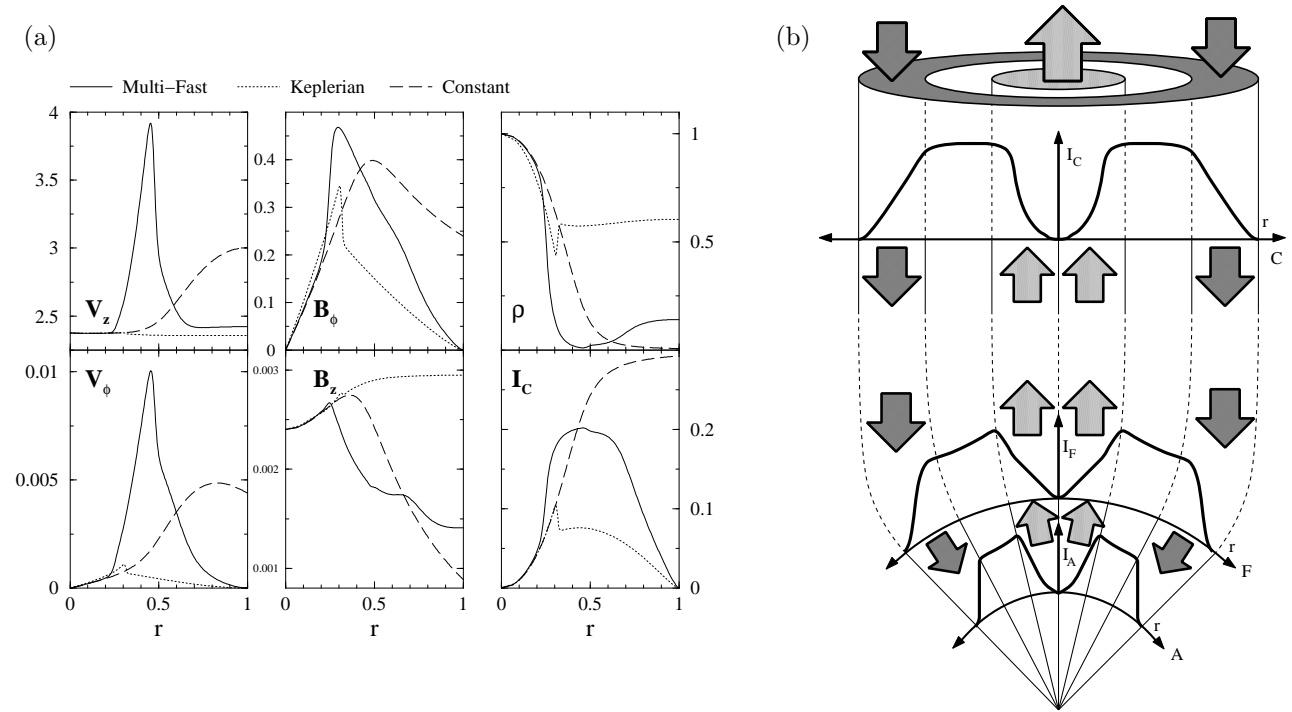 (a)
Multi–Fast
Keplerian
Constant
4
3.5
3
2.5
V_z
0.4
0.3
0.2
0.1
0
B_ϕ
1
0.5
ρ
0.01
0.005
0
V_ϕ
0 0.5 1
r
0.003
0.002
0.001
B_z
0 0.5 1
r
0.2
0.1
0
I_C
0 0.5 1
r
(b)
I_C
r
C
I_F
r
F
I_A
r
A